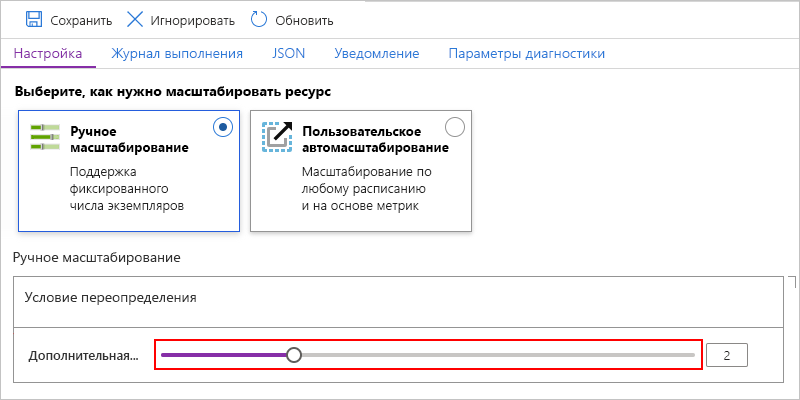 Сохранить Игнорировать Обновить
Настройка Журнал выполнения JSON Уведомление Параметры диагностики
Выберите, как нужно масштабировать ресурс
Ручное
масштабирование
Поддержка
фиксированного
числа экземпляров
Пользовательское
автомасштабирование
Масштабирование по
любому расписанию
и на основе метрик
Ручное масштабирование
Условие переопределения
Дополнительная... 2